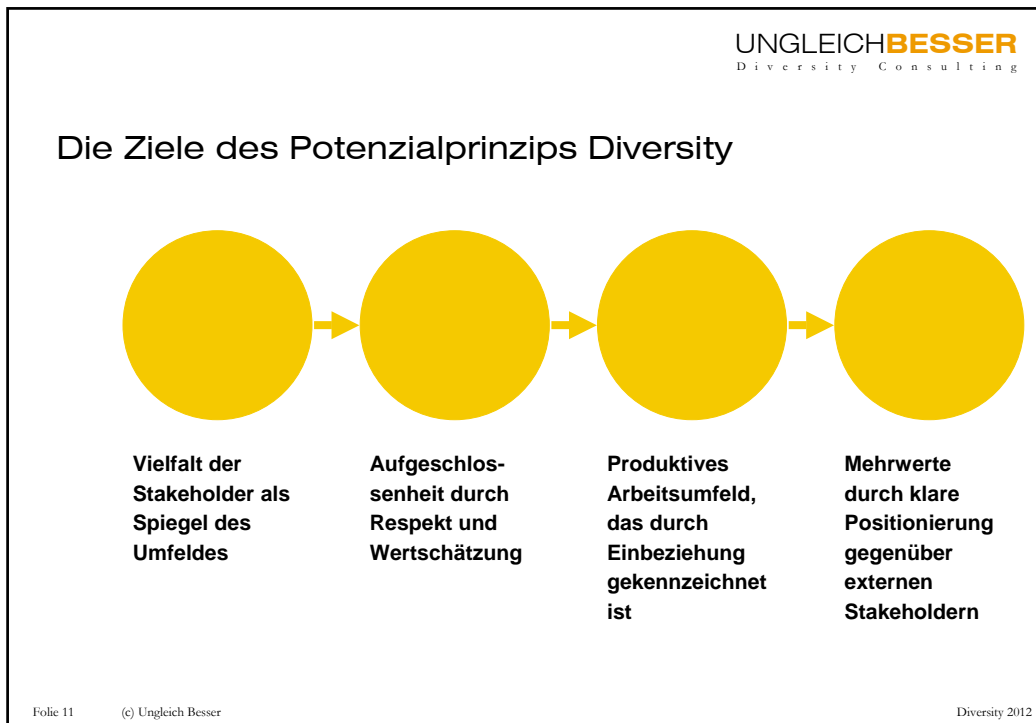 UNGLEICHBESSER
Diversity Consulting
Die Ziele des Potenzialprinzips Diversity
Vielfalt der
Stakeholder als
Spiegel des
Umfeldes
Aufgeschlos-
senheit durch
Respekt und
Wertschätzung
Produktives
Arbeitsumfeld,
das durch
Einbeziehung
gekennzeichnet
ist
Mehrwerte
durch klare
Positionierung
gegenüber
externen
Stakeholdern
Folie 11 (c) Ungleich Besser Diversity 2012